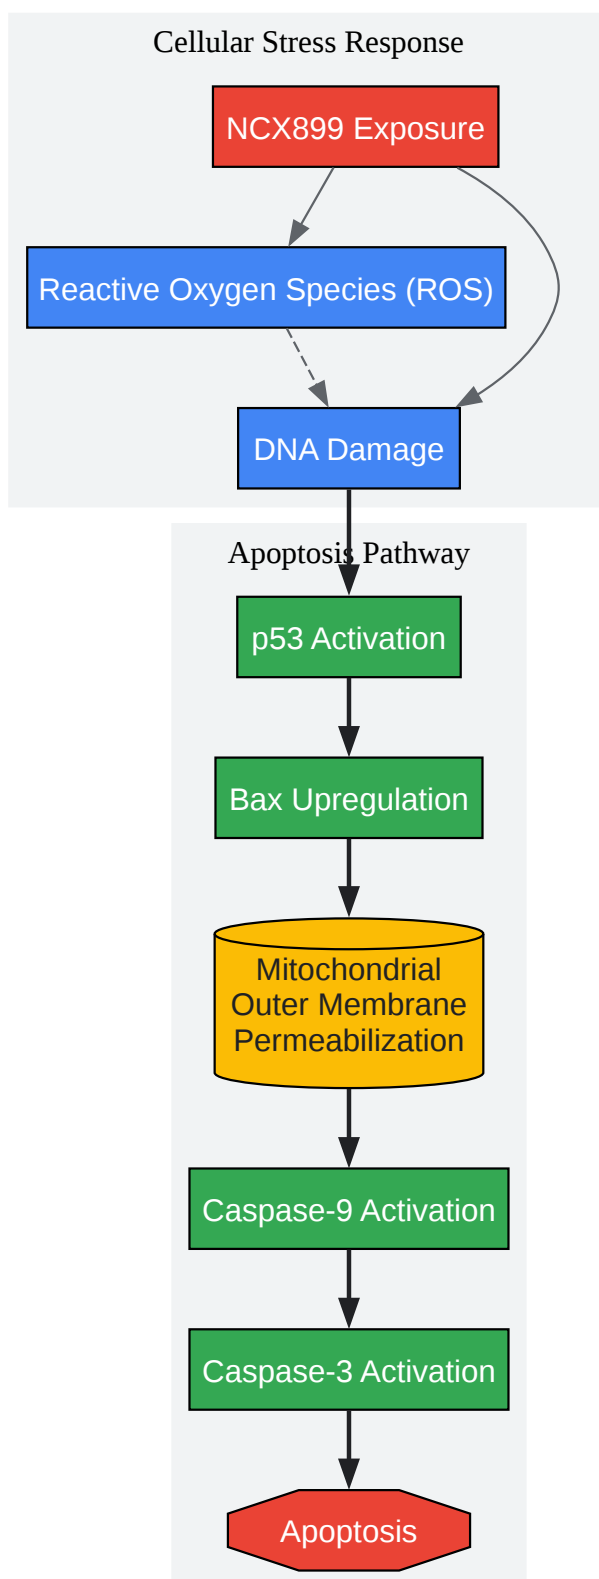 Cellular Stress Response
NCX899 Exposure
Reactive Oxygen Species (ROS)
DNA Damage
Apoptosis Pathway
p53 Activation
Bax Upregulation
Mitochondrial
Outer Membrane
Permeabilization
Caspase-9 Activation
Caspase-3 Activation
Apoptosis